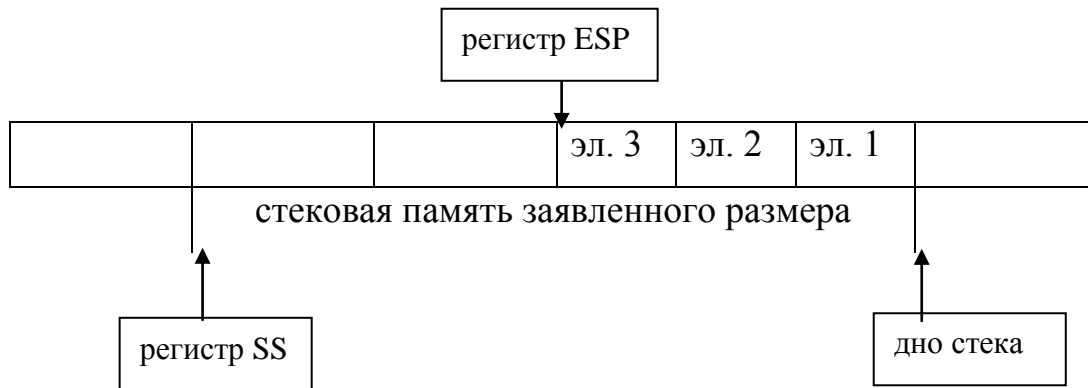 регистр ESP
эл. 3 эл. 2 эл. 1
стековая память заявленного размера
регистр SS
дно стека